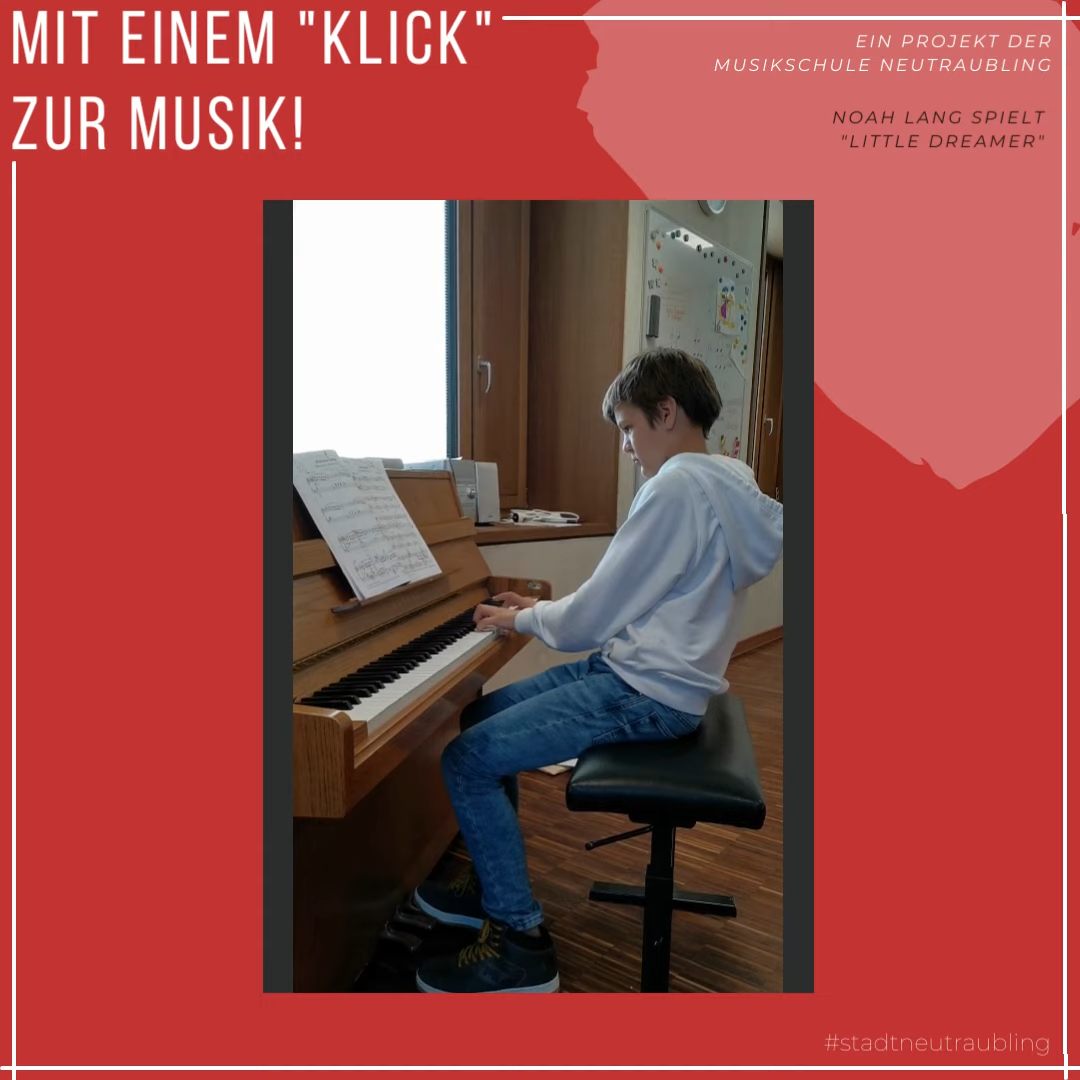 MIT EINEM "KLICK"
ZUR MUSIK!
EIN PROJEKT DER
MUSIKSCHULE NEUTRAUBLING
NOAH LANG SPIELT
"LITTLE DREAMER"
#stadtneutraubling